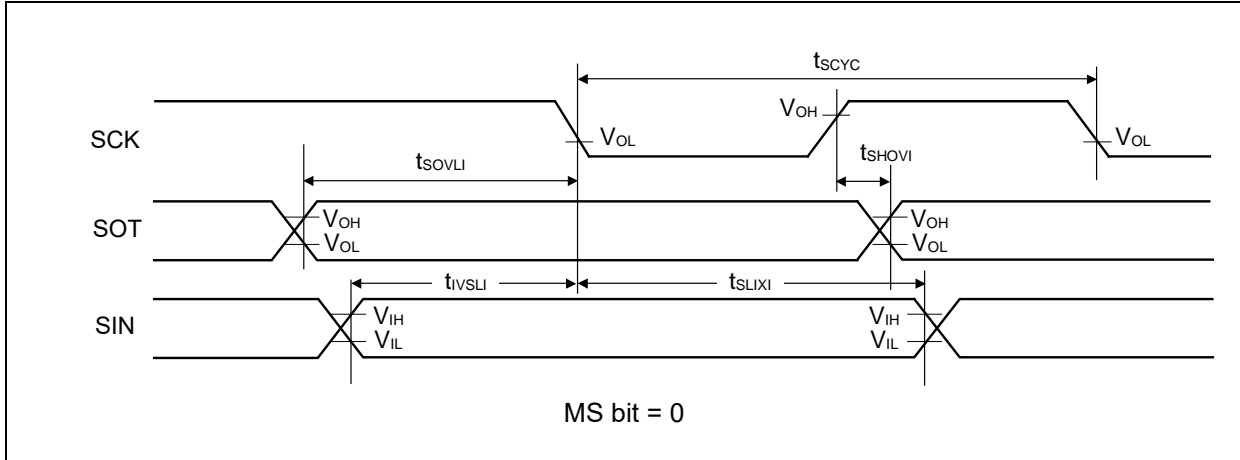 tSCYC
VOH
SCK
VOL
VOL
tSHOVI
tSOVLI
VOH
VOH
SOT
VOL
VOL
tIVSLI
tSLIXI
VIH
VIH
SIN
VIL
VIL
MS bit = 0